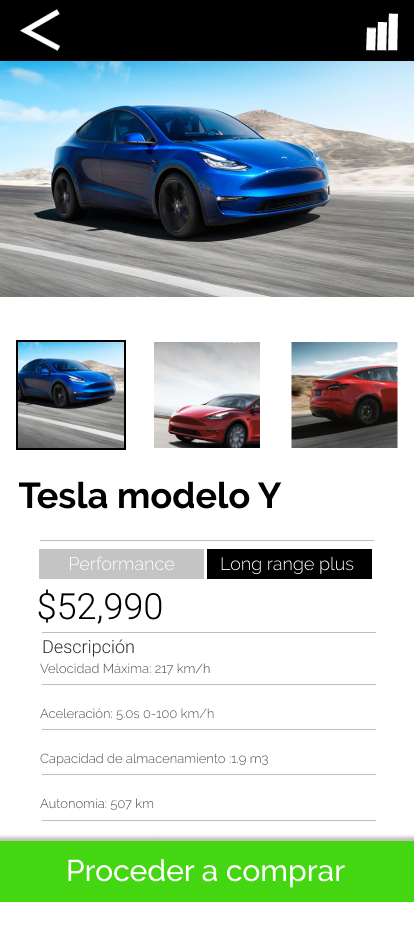 Tesla modelo Y
Performance
Long range plus
$52,990
Descripción
Velocidad Máxima: 217 km/h
Aceleración: 5.0s 0-100 km/h
Capacidad de almacenamiento :1.9 m3
Autonomía: 507 km
Proceder a comprar